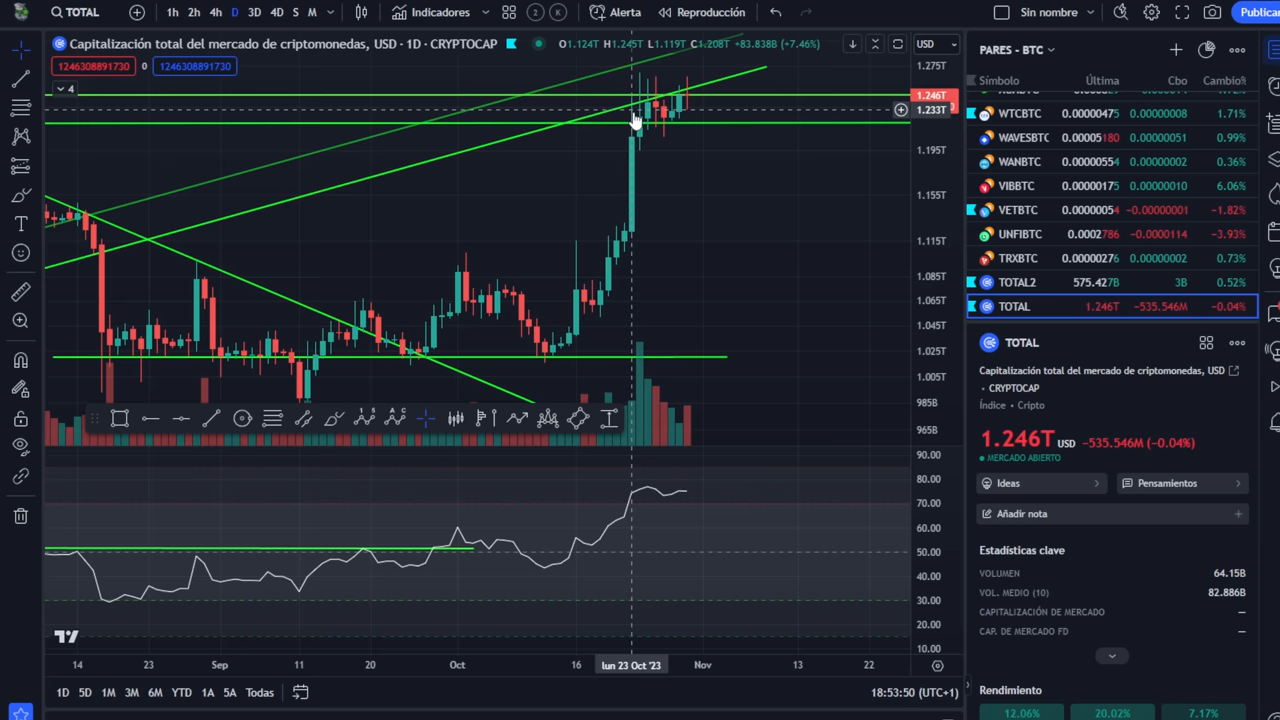 TOTAL 1h 2h 4h D 3D 4D S M Indicadores 2 K Alerta Reproducción Sin nombre Publicar
Capitalización total del mercado de criptomonedas, USD · 1D · CRYPTOCAP O1.124T H1.245T L1.119T C1.208T +83.838B (+7.46%)
USD
1246308891730 0 1246308891730
4
1.275T
1.246T
1.233T
1.195T
1.155T
1.115T
1.085T
1.065T
1.045T
1.025T
1.005T
985B
965B
90.00
80.00
70.00
60.00
50.00
40.00
30.00
20.00
10.00
14 23 Sep 11 20 Oct 16 lun 23 Oct '23 Nov 13 22
1D 5D 1M 3M 6M YTD 1A 5A Todas
18:53:50 (UTC+1)
PARES - BTC
Símbolo Última Cbo Cambio%
WTCBTC 0.0000475 0.00000008 1.71%
WAVESBTC 0.00005180 0.00000051 0.99%
WANBTC 0.00000554 0.00000002 0.36%
VIBBTC 0.00000175 0.00000010 6.06%
VETBTC 0.00000054 −0.00000001 −1.82%
UNFIBTC 0.0002786 −0.0000114 −3.93%
TRXBTC 0.00000276 0.00000002 0.73%
TOTAL2 575.427B 3B 0.52%
TOTAL 1.246T −535.546M −0.04%
TOTAL
Capitalización total del mercado de criptomonedas, USD
• CRYPTOCAP
Índice • Cripto
1.246T USD −535.546M (−0.04%)
MERCADO ABIERTO
Ideas Pensamientos
Añadir nota
Estadísticas clave
VOLUMEN 64.15B
VOL. MEDIO (10) 82.886B
CAPITALIZACIÓN DE MERCADO —
CAP. DE MERCADO FD —
Rendimiento
12.06% 20.02% 7.17%